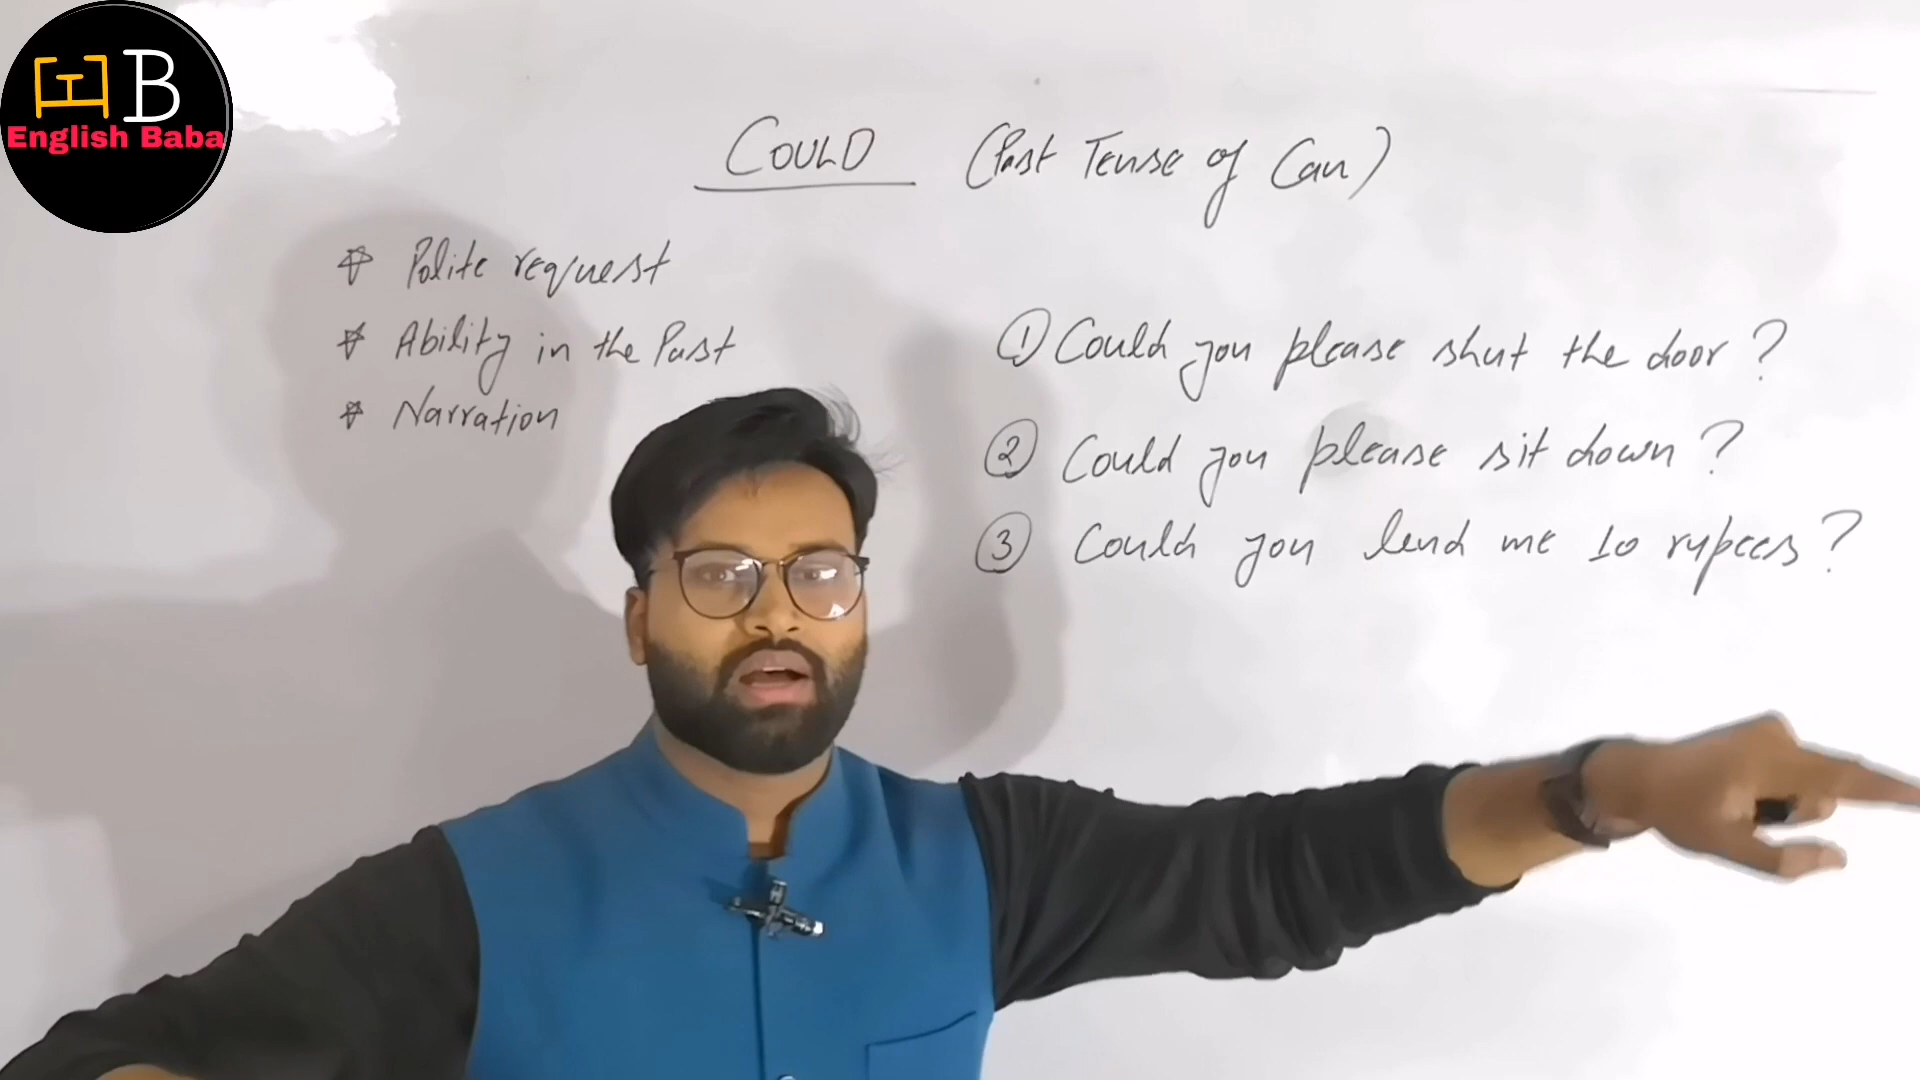 B
English Baba
COULD (Past Tense of Can)
* Polite request
* Ability in the Past
* Narration
① Could you please shut the door?
② Could you please sit down?
③ Could you lend me 10 rupees?